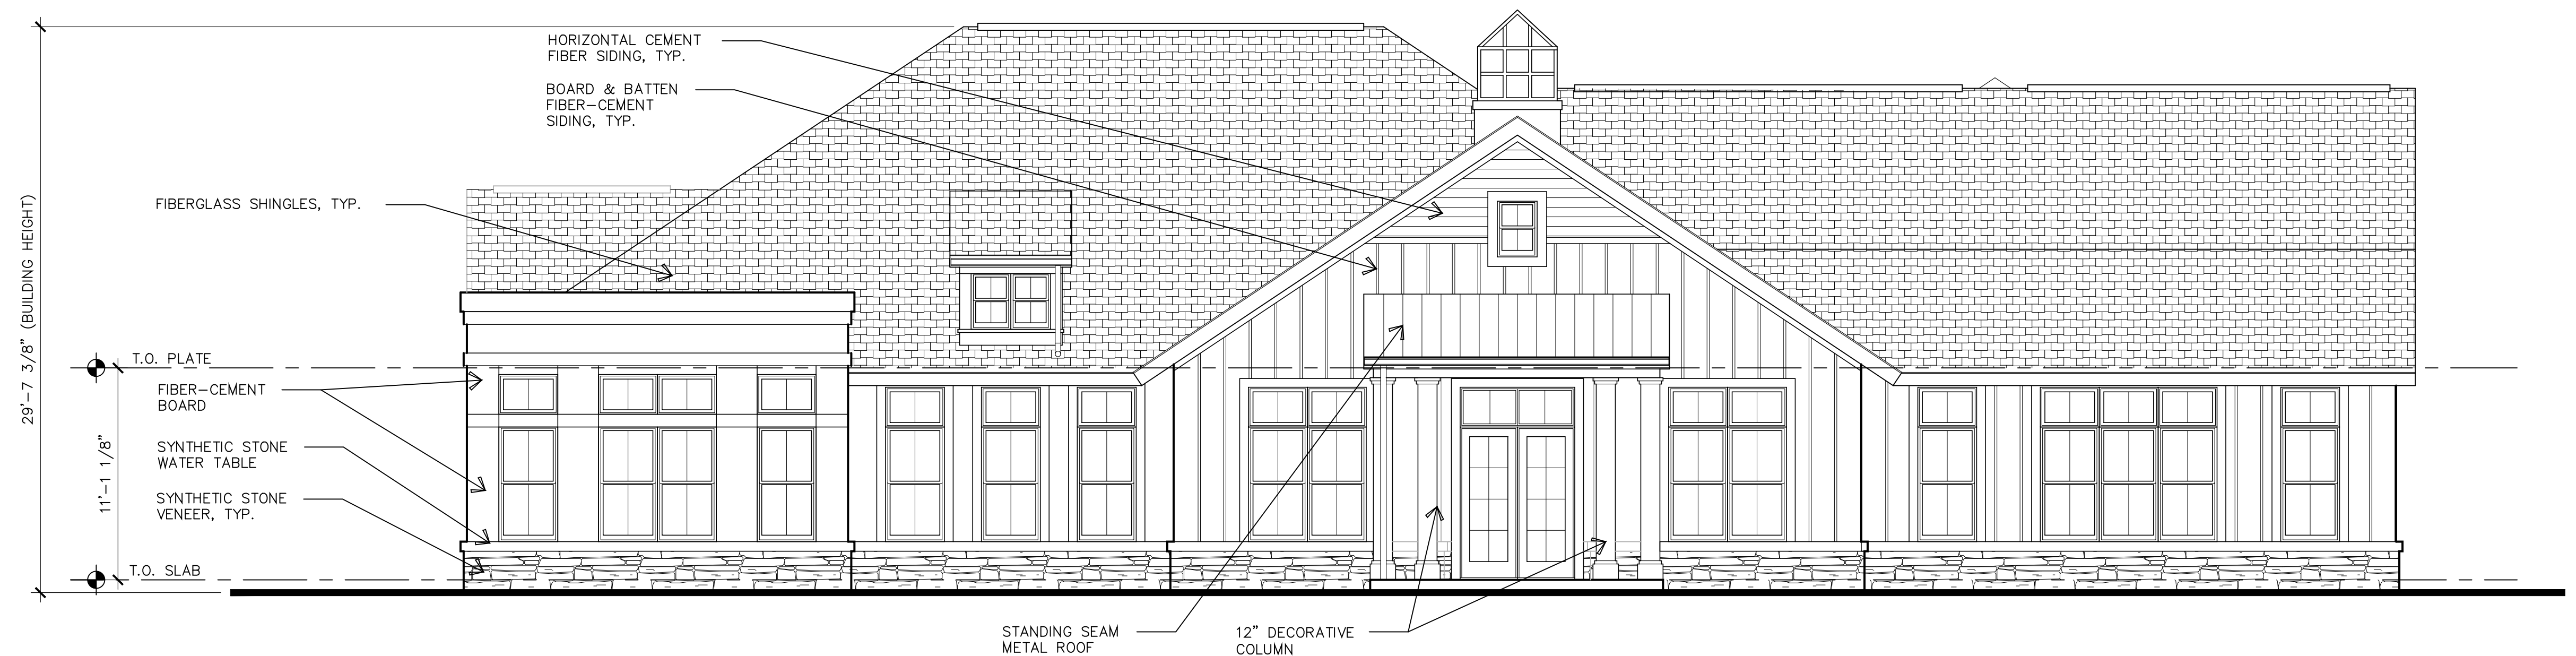 HORIZONTAL CEMENT
FIBER SIDING, TYP.
BOARD & BATTEN
FIBER-CEMENT
SIDING, TYP.
FIBERGLASS SHINGLES, TYP.
29'-7 3/8" (BUILDING HEIGHT)
T.O. PLATE
FIBER-CEMENT
BOARD
11'-1 1/8"
SYNTHETIC STONE
WATER TABLE
SYNTHETIC STONE
VENEER, TYP.
T.O. SLAB
STANDING SEAM
METAL ROOF
12" DECORATIVE
COLUMN